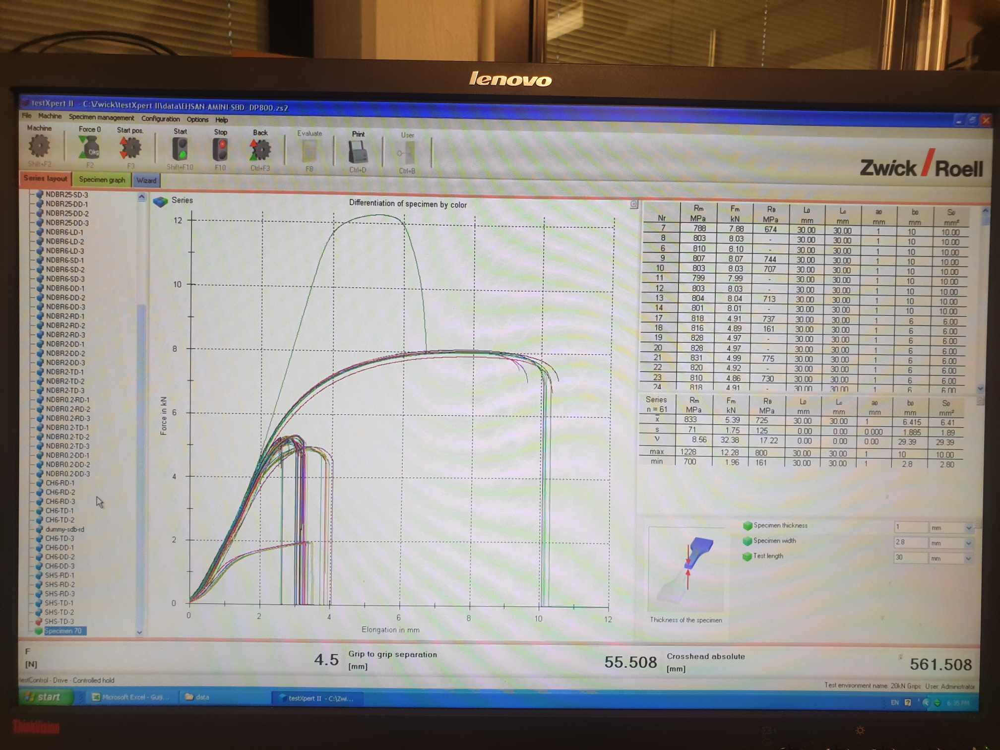 lenovo
testXpert II - C:\Zwick\testXpert II\data\EHSAN-AMINI-SBD- DP800.zs2
File Machine Specimen management Configuration Options Help
Machine Force 0 Start pos. Start Stop Back Evaluate Print User
0kg
Shift+F2 F2 F3 Shift+F10 F10 Ctrl+F3 F8 Ctrl+D Ctrl+B
Zwick / Roell
Series layout Specimen graph Wizard
NDBR25-SD-3
NDBR25-DD-1
NDBR25-DD-2
NDBR25-DD-3
NDBR6-LD-1
NDBR6-LD-2
NDBR6-LD-3
NDBR6-SD-1
NDBR6-SD-2
NDBR6-SD-3
NDBR6-DD-1
NDBR6-DD-2
NDBR6-DD-3
NDBR2-RD-1
NDBR2-RD-2
NDBR2-RD-3
NDBR2-DD-1
NDBR2-DD-2
NDBR2-DD-3
NDBR2-TD-1
NDBR2-TD-2
NDBR2-TD-3
NDBR0.2-RD-1
NDBR0.2-RD-2
NDBR0.2-RD-3
NDBR0.2-TD-1
NDBR0.2-TD-2
NDBR0.2-TD-3
NDBR0.2-DD-1
NDBR0.2-DD-2
NDBR0.2-DD-3
CH6-RD-1
CH6-RD-2
CH6-RD-3
CH6-TD-1
CH6-TD-2
dummy-sdb-rd
CH6-TD-3
CH6-DD-1
CH6-DD-2
CH6-DD-3
SHS-RD-1
SHS-RD-2
SHS-RD-3
SHS-TD-1
SHS-TD-2
SHS-TD-3
Specimen 70
Series
Differentiation of specimen by color
Force in kN
12
10
8
6
4
2
0
0 2 4 6 8 10 12
Elongation in mm
Rm Fm RB L0 Lc a0 b0 S0
Nr MPa kN MPa mm mm mm mm mm²
7 788 7.88 674 30.00 30.00 1 10 10.00
8 803 8.03 - 30.00 30.00 1 10 10.00
6 810 8.10 - 30.00 30.00 1 10 10.00
9 807 8.07 744 30.00 30.00 1 10 10.00
10 803 8.03 707 30.00 30.00 1 10 10.00
11 799 7.99 - 30.00 30.00 1 10 10.00
12 803 8.03 - 30.00 30.00 1 10 10.00
13 804 8.04 713 30.00 30.00 1 10 10.00
14 801 8.01 - 30.00 30.00 1 10 10.00
17 818 4.91 737 30.00 30.00 1 6 6.00
18 816 4.89 161 30.00 30.00 1 6 6.00
19 828 4.97 - 30.00 30.00 1 6 6.00
20 828 4.97 - 30.00 30.00 1 6 6.00
21 831 4.99 775 30.00 30.00 1 6 6.00
22 820 4.92 - 30.00 30.00 1 6 6.00
23 810 4.86 730 30.00 30.00 1 6 6.00
24 818 4.91 - 30.00 30.00 1 6 6.00
Series Rm Fm RB L0 Lc a0 b0 S0
n = 61 MPa kN MPa mm mm mm mm mm²
x̅ 833 5.39 725 30.00 30.00 1 6.415 6.41
s 71 1.75 125 0.00 0.00 0.000 1.885 1.89
ν 8.56 32.38 17.22 0.00 0.00 0.00 29.39 29.39
max 1228 12.28 800 30.00 30.00 1 10 10.00
min 700 1.96 161 30.00 30.00 1 2.8 2.80
Specimen thickness 1 mm
Specimen width 2.8 mm
Test length 30 mm
Thickness of the specimen
F
[N]
4.5
Grip to grip separation
[mm]
55.508
Crosshead absolute
[mm]
561.508
testControl - Drive - Controlled hold
Test environment name: 20kN Grips User: Administrator
start Microsoft Excel - Guij... data testXpert II - C:\Zwi... EN ? 6:35 PM
ThinkVision